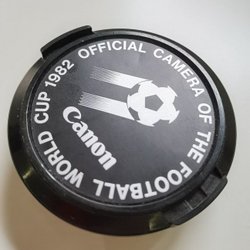 OFFICIAL CAMERA OF THE FOOTBALL WORLD CUP 1982
Canon